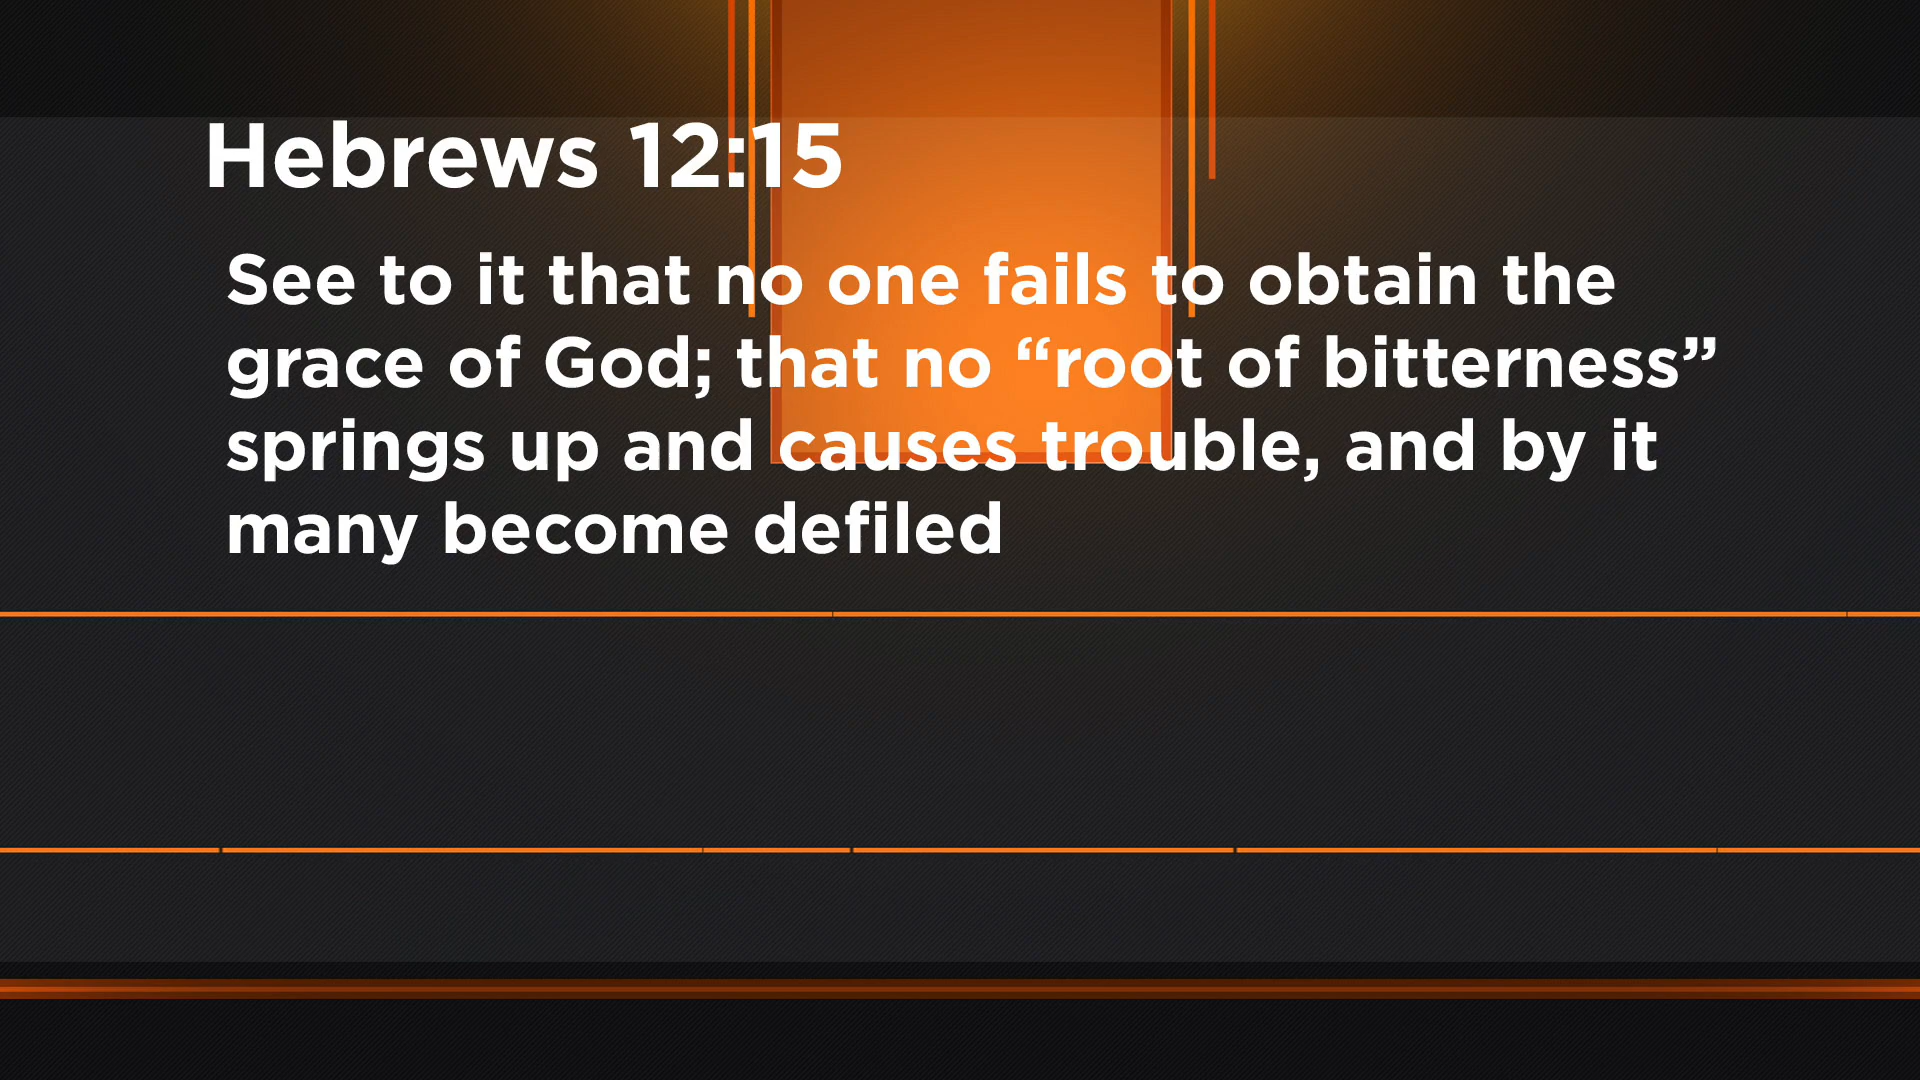 Hebrews 12:15
See to it that no one fails to obtain the
grace of God; that no “root of bitterness”
springs up and causes trouble, and by it
many become defiled